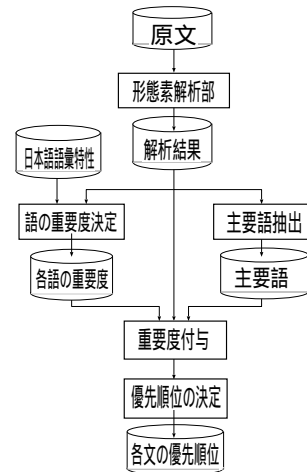 原文
形態素解析部
日本語語彙特性
解析結果
語の重要度決定
主要語抽出
各語の重要度
主要語
重要度付与
優先順位の決定
各文の優先順位